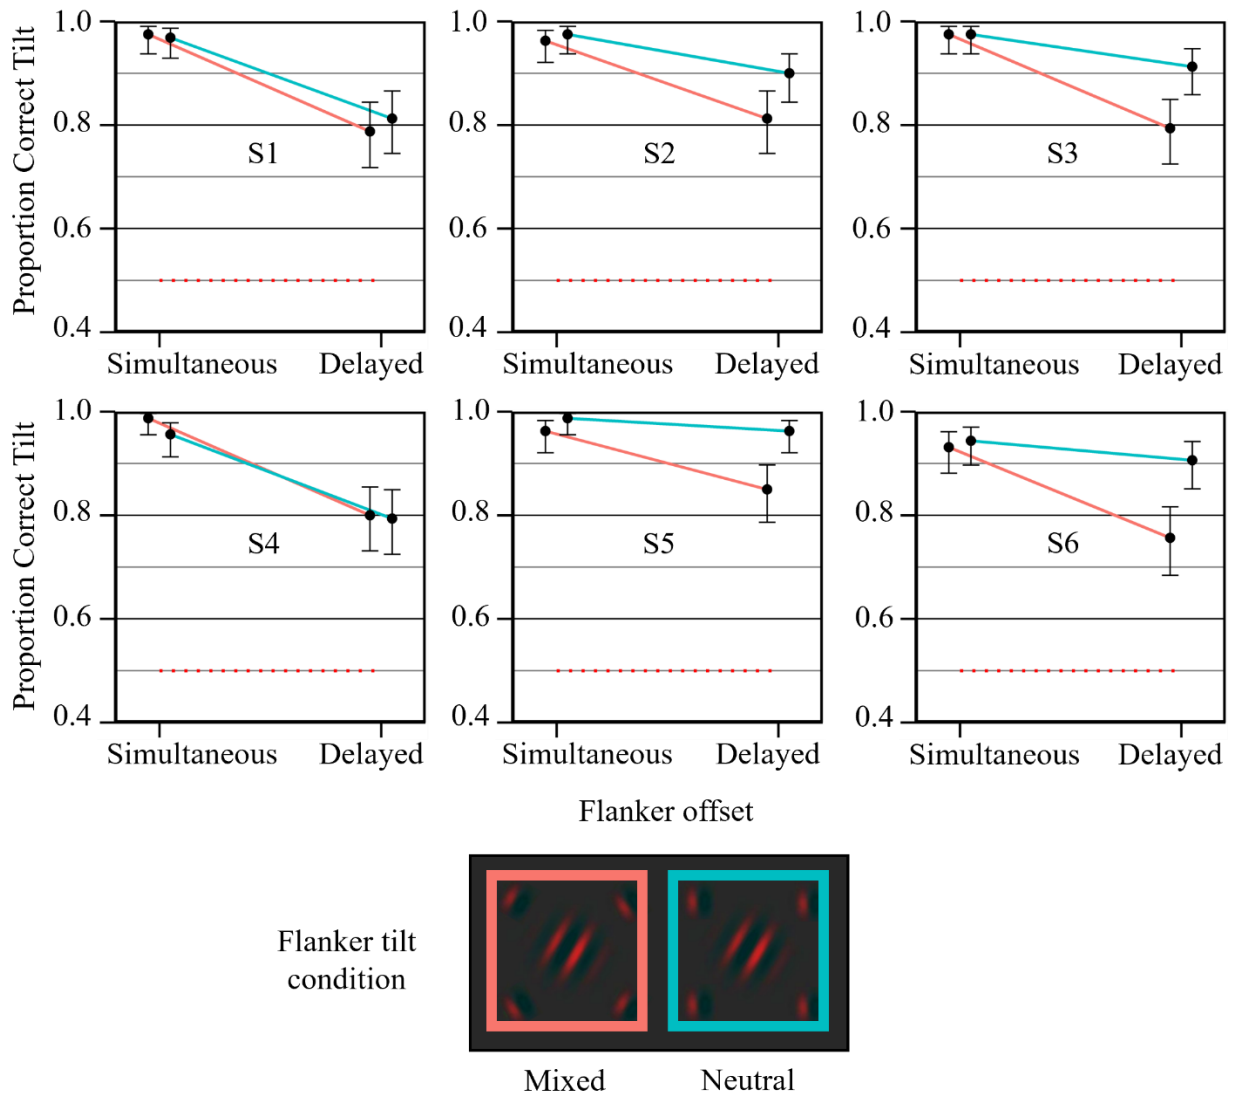 Proportion Correct Tilt
1.0
0.8
0.6
0.4
S1
Simultaneous
Delayed
1.0
0.8
0.6
0.4
S2
Simultaneous
Delayed
1.0
0.8
0.6
0.4
S3
Simultaneous
Delayed
Proportion Correct Tilt
1.0
0.8
0.6
0.4
S4
Simultaneous
Delayed
1.0
0.8
0.6
0.4
S5
Simultaneous
Delayed
1.0
0.8
0.6
0.4
S6
Simultaneous
Delayed
Flanker offset
Flanker tilt
condition
Mixed
Neutral